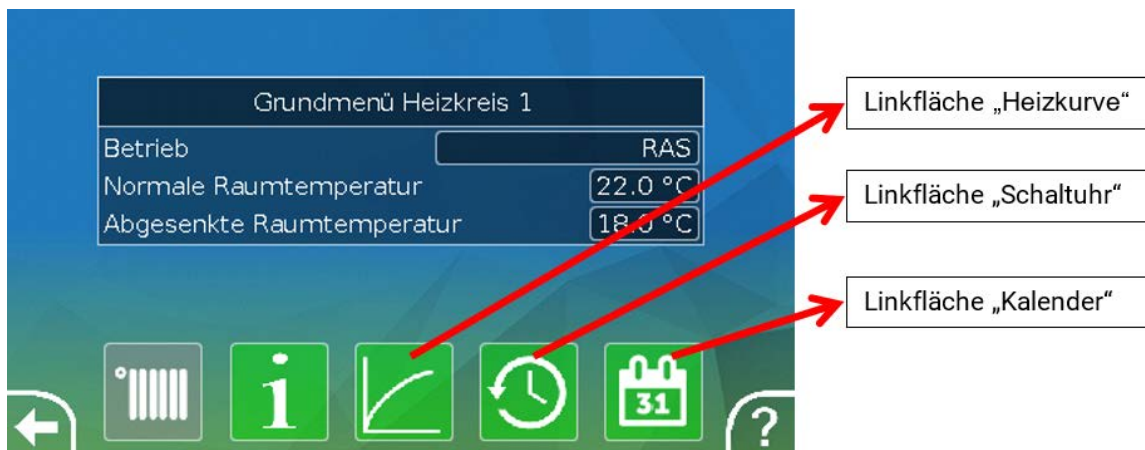 Grundmenü Heizkreis 1
Betrieb RAS
Normale Raumtemperatur 22.0 °C
Abgesenkte Raumtemperatur 18.0 °C
Linkfläche „Heizkurve“
Linkfläche „Schaltuhr“
Linkfläche „Kalender“
i
31
?